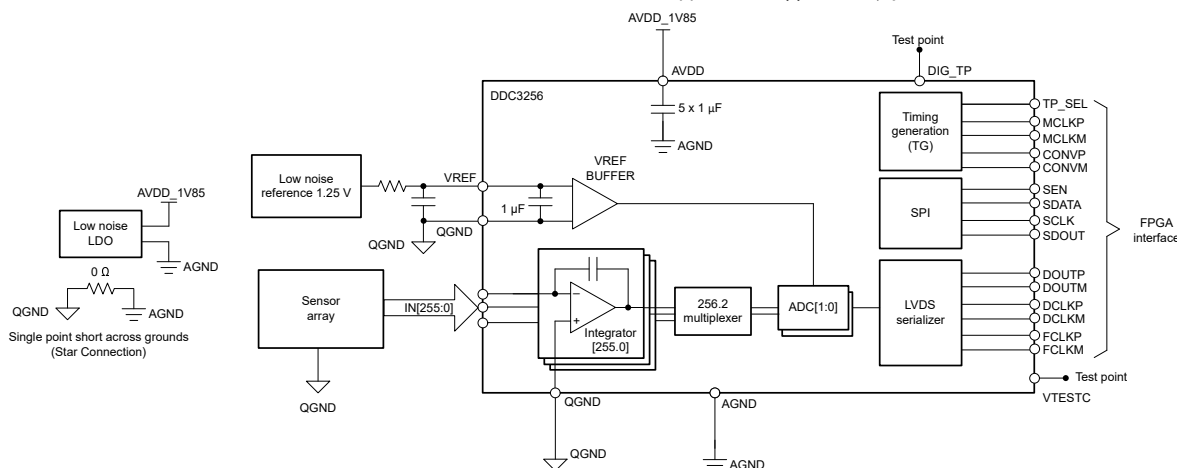 AVDD_1V85
Test point
AVDD
DIG_TP
DDC3256
5 x 1 µF
AGND
Timing
generation
(TG)
TP_SEL
MCLKP
MCLKM
CONVP
CONVM
Low noise
reference 1.25 V
VREF
VREF
BUFFER
1 µF
QGND
QGND
SPI
SEN
SDATA
SCLK
SDOUT
FPGA
interface
AVDD_1V85
Low noise
LDO
AGND
0 Ω
QGND
AGND
Single point short across grounds
(Star Connection)
Sensor
array
IN[255:0]
QGND
Integrator
[255.0]
256.2
multiplexer
ADC[1:0]
LVDS
serializer
DOUTP
DOUTM
DCLKP
DCLKM
FCLKP
FCLKM
Test point
VTESTC
QGND
AGND
QGND
AGND